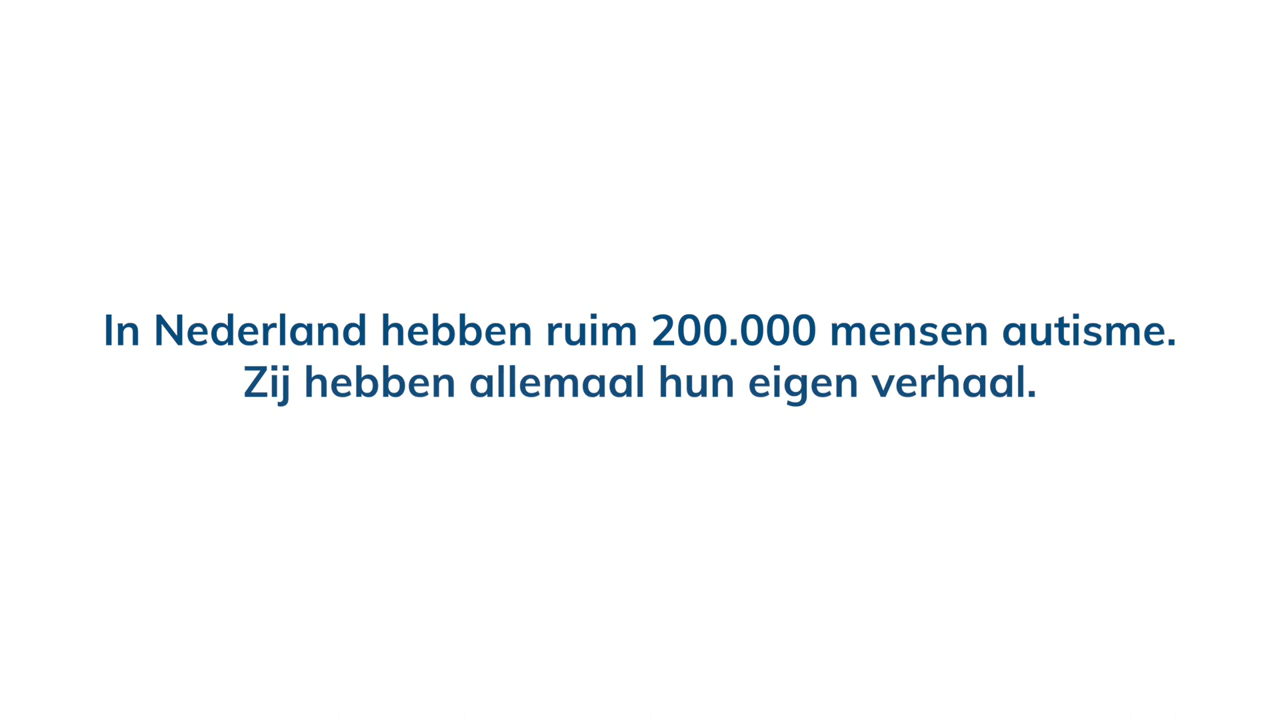 In Nederland hebben ruim 200.000 mensen autisme.
Zij hebben allemaal hun eigen verhaal.